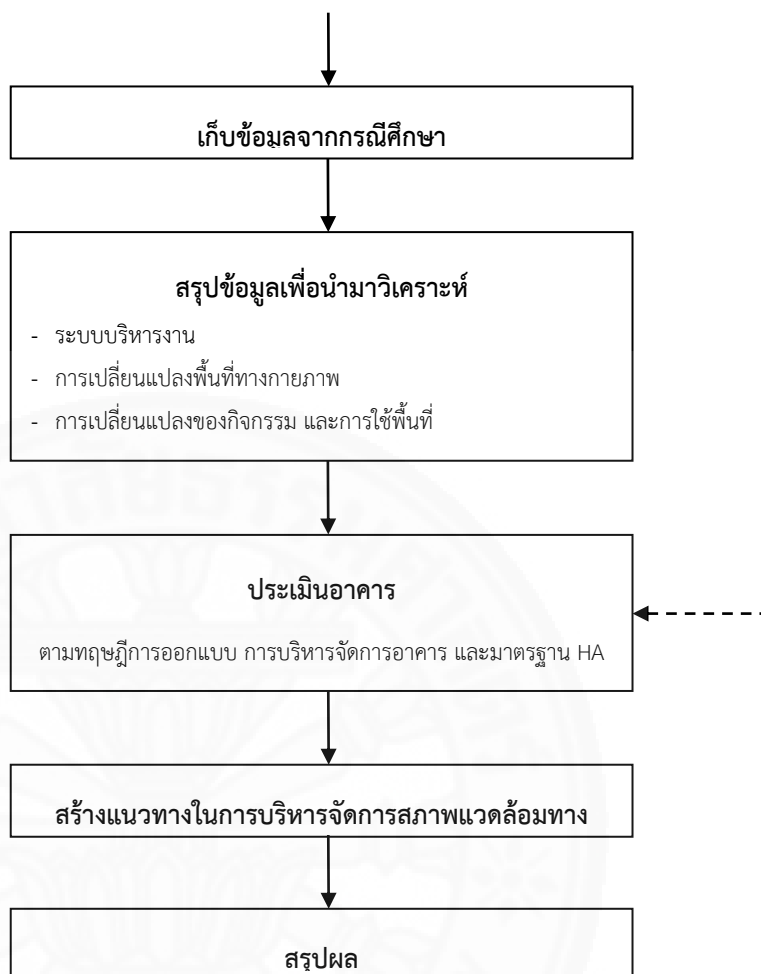 เก็บข้อมูลจากกรณีศึกษา
สรุปข้อมูลเพื่อนำมาวิเคราะห์
- ระบบบริหารงาน
- การเปลี่ยนแปลงพื้นที่ทางกายภาพ
- การเปลี่ยนแปลงของกิจกรรม และการใช้พื้นที่
ประเมินอาคาร
ตามทฤษฎีการออกแบบ การบริหารจัดการอาคาร และมาตรฐาน HA
สร้างแนวทางในการบริหารจัดการสภาพแวดล้อมทาง
สรุปผล